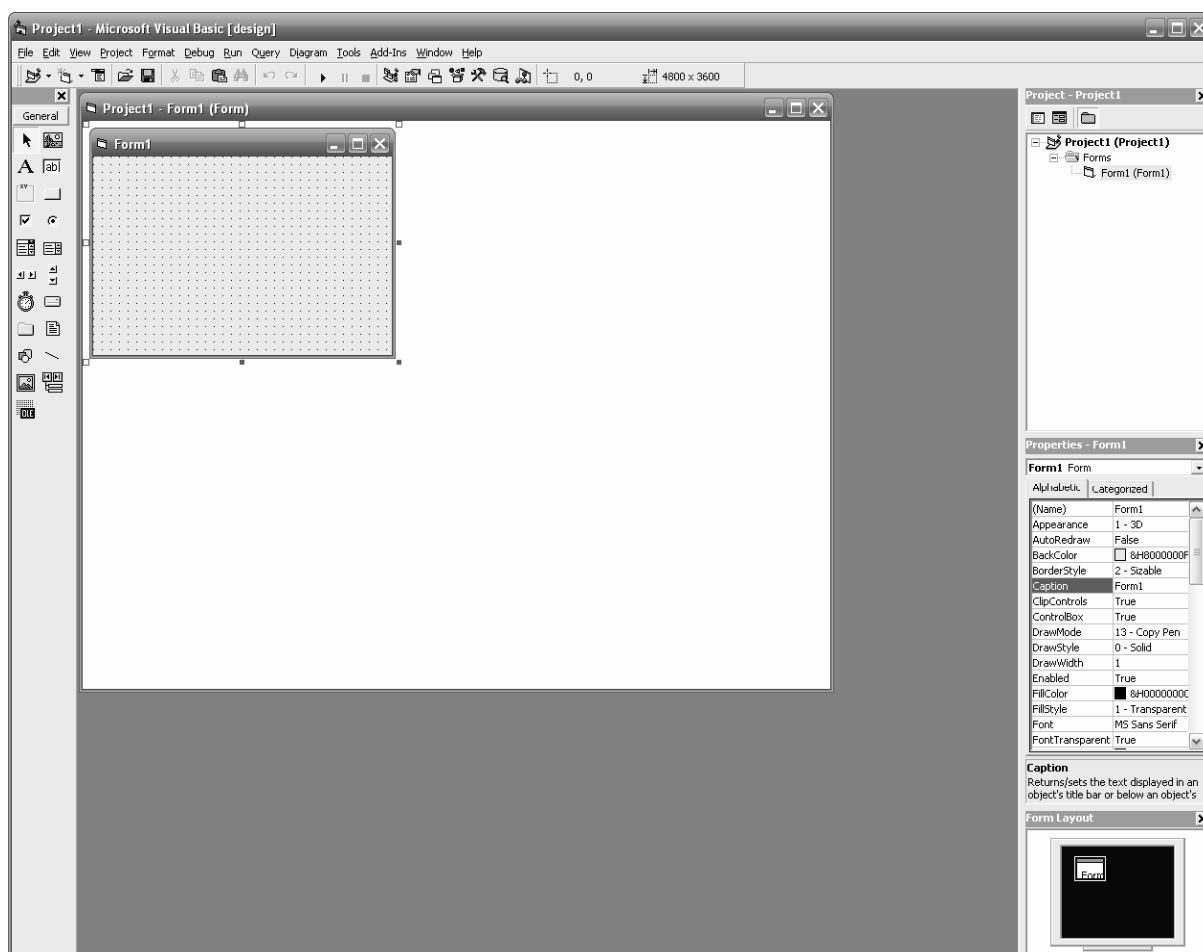 Project1 - Microsoft Visual Basic [design]
File Edit View Project Format Debug Run Query Diagram Tools Add-Ins Window Help
0, 0 4800 x 3600
General
A ab|
XV
OLE
Project1 - Form1 (Form)
Form1
Project - Project1
Project1 (Project1)
Forms
Form1 (Form1)
Properties - Form1
Form1 Form
Alphabetic Categorized
(Name) Form1
Appearance 1 - 3D
AutoRedraw False
BackColor &H8000000F
BorderStyle 2 - Sizable
Caption Form1
ClipControls True
ControlBox True
DrawMode 13 - Copy Pen
DrawStyle 0 - Solid
DrawWidth 1
Enabled True
FillColor &H0000000
FillStyle 1 - Transparent
Font MS Sans Serif
FontTransparent True
Caption
Returns/sets the text displayed in an
object's title bar or below an object's
Form Layout
Form